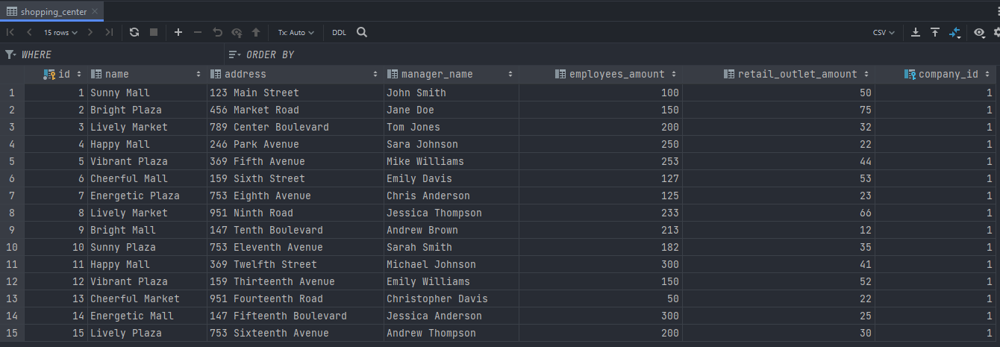 shopping_center
15 rows Tx: Auto DDL CSV
WHERE ORDER BY
id name address manager_name employees_amount retail_outlet_amount company_id
1 1 Sunny Mall 123 Main Street John Smith 100 50 1
2 2 Bright Plaza 456 Market Road Jane Doe 150 75 1
3 3 Lively Market 789 Center Boulevard Tom Jones 200 32 1
4 4 Happy Mall 246 Park Avenue Sara Johnson 250 22 1
5 5 Vibrant Plaza 369 Fifth Avenue Mike Williams 253 44 1
6 6 Cheerful Mall 159 Sixth Street Emily Davis 127 53 1
7 7 Energetic Plaza 753 Eighth Avenue Chris Anderson 125 23 1
8 8 Lively Market 951 Ninth Road Jessica Thompson 233 66 1
9 9 Bright Mall 147 Tenth Boulevard Andrew Brown 213 12 1
10 10 Sunny Plaza 753 Eleventh Avenue Sarah Smith 182 35 1
11 11 Happy Mall 369 Twelfth Street Michael Johnson 300 41 1
12 12 Vibrant Plaza 159 Thirteenth Avenue Emily Williams 150 52 1
13 13 Cheerful Market 951 Fourteenth Road Christopher Davis 50 22 1
14 14 Energetic Mall 147 Fifteenth Boulevard Jessica Anderson 300 25 1
15 15 Lively Plaza 753 Sixteenth Avenue Andrew Thompson 200 30 1